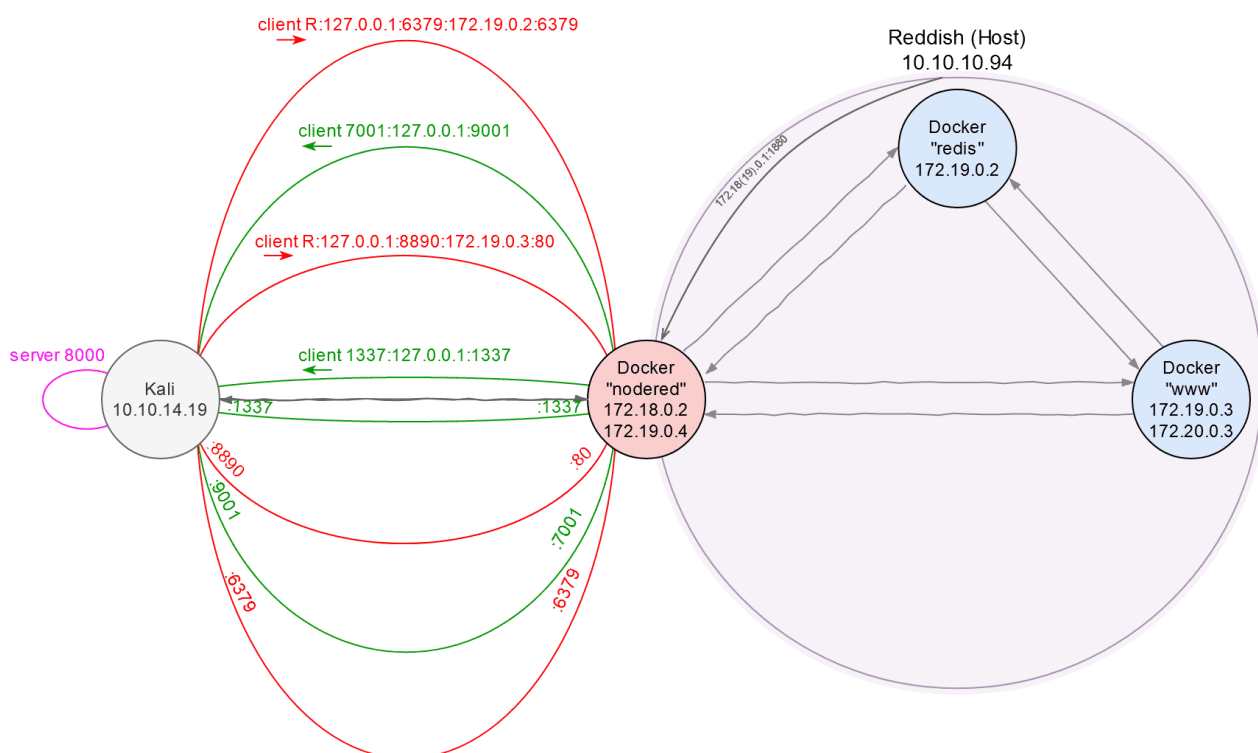 client R:127.0.0.1:6379:172.19.0.2:6379
Reddish (Host)
10.10.10.94
client 7001:127.0.0.1:9001
Docker
"redis"
172.19.0.2
172.18(19).0.1:1880
client R:127.0.0.1:8890:172.19.0.3:80
server 8000
client 1337:127.0.0.1:1337
Kali
10.10.14.19
:1337
:1337
Docker
"nodered"
172.18.0.2
172.19.0.4
Docker
"www"
172.19.0.3
172.20.0.3
:8890
:80
:9001
:7001
:6379
:6379